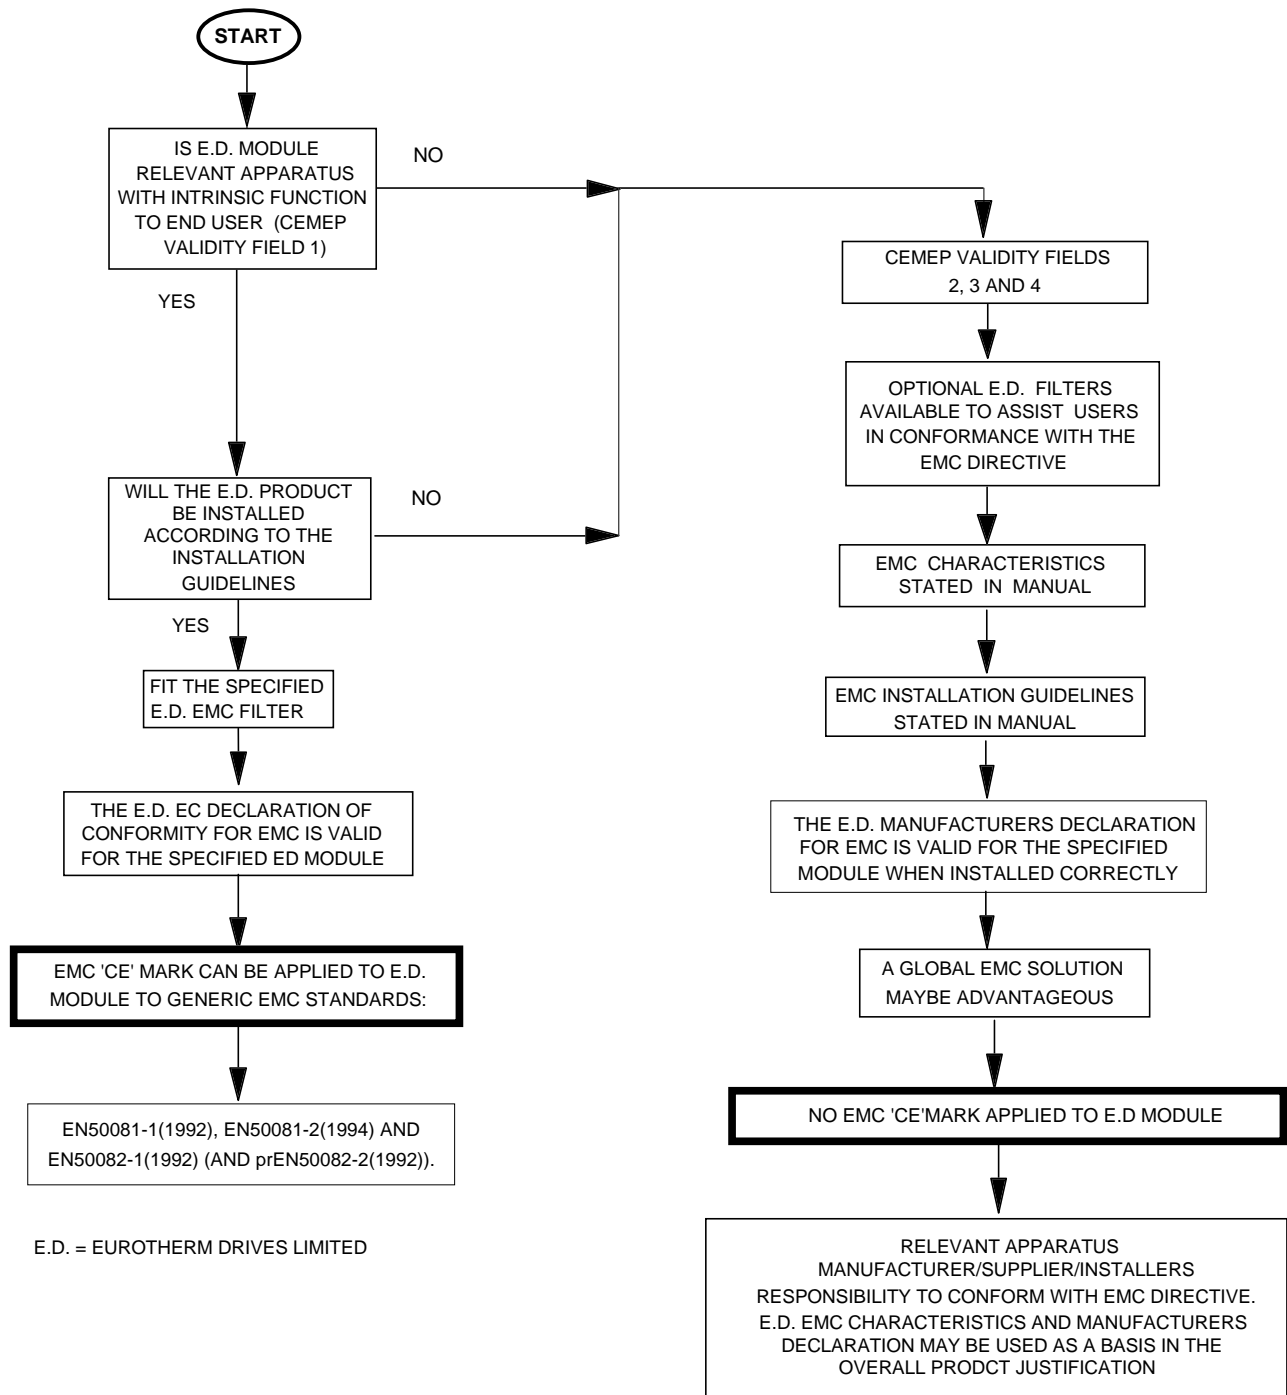 START
IS E.D. MODULE
RELEVANT APPARATUS
WITH INTRINSIC FUNCTION
TO END USER (CEMEP
VALIDITY FIELD 1)
NO
YES
WILL THE E.D. PRODUCT
BE INSTALLED
ACCORDING TO THE
INSTALLATION
GUIDELINES
NO
YES
FIT THE SPECIFIED
E.D. EMC FILTER
THE E.D. EC DECLARATION OF
CONFORMITY FOR EMC IS VALID
FOR THE SPECIFIED ED MODULE
EMC 'CE' MARK CAN BE APPLIED TO E.D.
MODULE TO GENERIC EMC STANDARDS:
EN50081-1(1992), EN50081-2(1994) AND
EN50082-1(1992) (AND prEN50082-2(1992)).
E.D. = EUROTHERM DRIVES LIMITED
CEMEP VALIDITY FIELDS
2, 3 AND 4
OPTIONAL E.D. FILTERS
AVAILABLE TO ASSIST USERS
IN CONFORMANCE WITH THE
EMC DIRECTIVE
EMC CHARACTERISTICS
STATED IN MANUAL
EMC INSTALLATION GUIDELINES
STATED IN MANUAL
THE E.D. MANUFACTURERS DECLARATION
FOR EMC IS VALID FOR THE SPECIFIED
MODULE WHEN INSTALLED CORRECTLY
A GLOBAL EMC SOLUTION
MAYBE ADVANTAGEOUS
NO EMC 'CE'MARK APPLIED TO E.D MODULE
RELEVANT APPARATUS
MANUFACTURER/SUPPLIER/INSTALLERS
RESPONSIBILITY TO CONFORM WITH EMC DIRECTIVE.
E.D. EMC CHARACTERISTICS AND MANUFACTURERS
DECLARATION MAY BE USED AS A BASIS IN THE
OVERALL PRODCT JUSTIFICATION